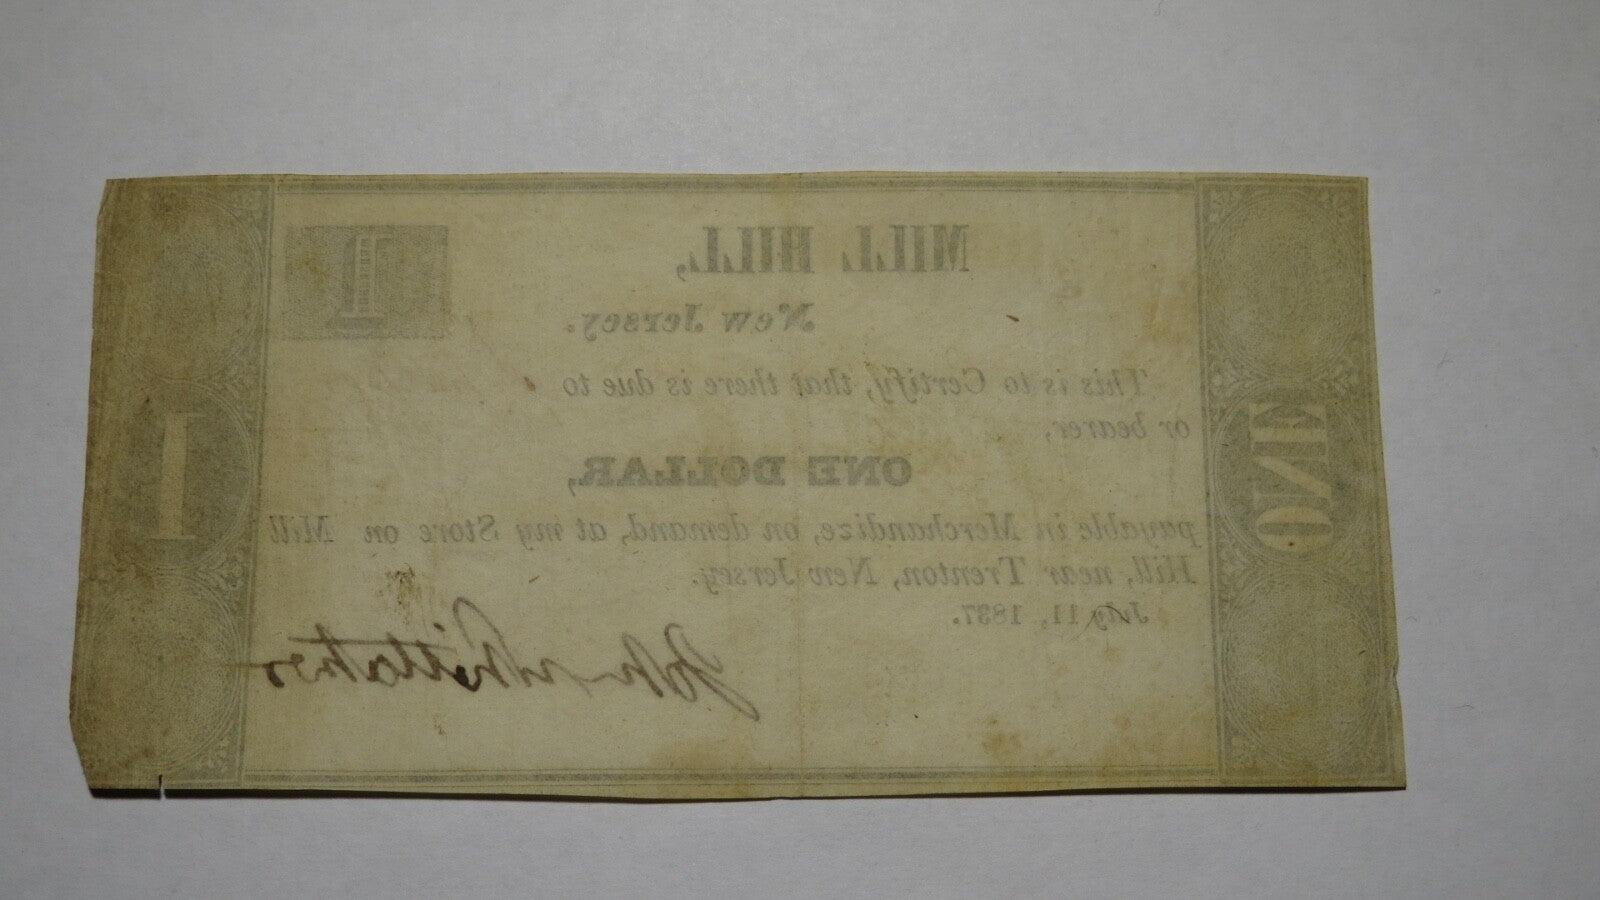 MILL HILL,
1
New Jersey.
This is to Certify, that there is due to
or bearer,
ONE DOLLAR,
payable in Merchandize, on demand, at my Store on Mill
Hill, near Trenton, New Jersey.
July 11, 1837.
John
ONE
1